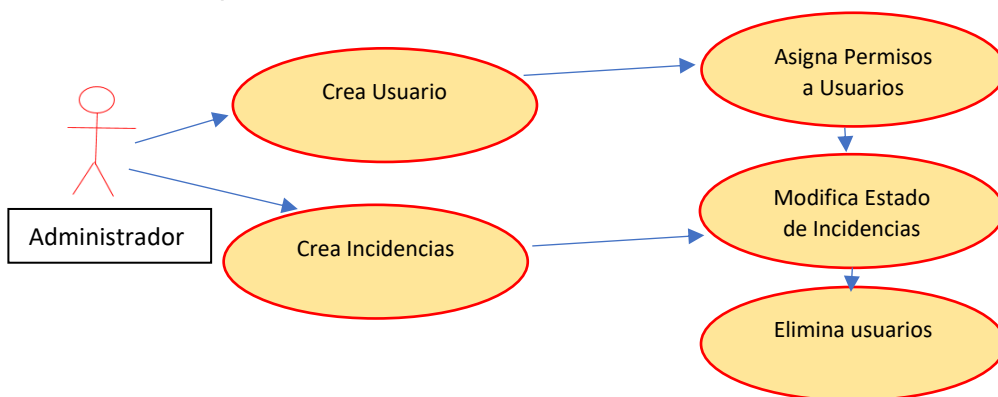 Asigna Permisos
a Usuarios
Crea Usuario
Modifica Estado
de Incidencias
Administrador
Crea Incidencias
Elimina usuarios